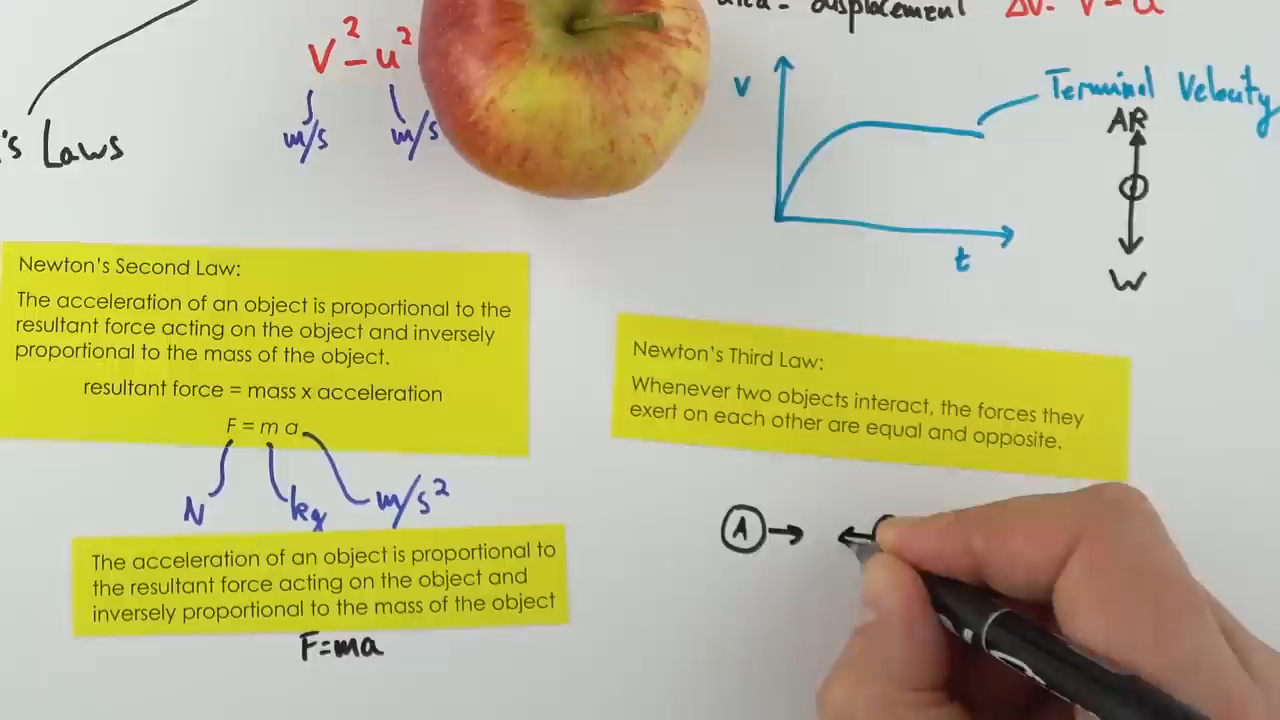 displacement Δv= v-u
V² - u²
m/s m/s
's Laws
v
t
Terminal Velocity
AR
W
Newton's Second Law:
The acceleration of an object is proportional to the
resultant force acting on the object and inversely
proportional to the mass of the object.
resultant force = mass x acceleration
F = m a
N kg m/s²
The acceleration of an object is proportional to
the resultant force acting on the object and
inversely proportional to the mass of the object
F=ma
Newton's Third Law:
Whenever two objects interact, the forces they
exert on each other are equal and opposite.
A